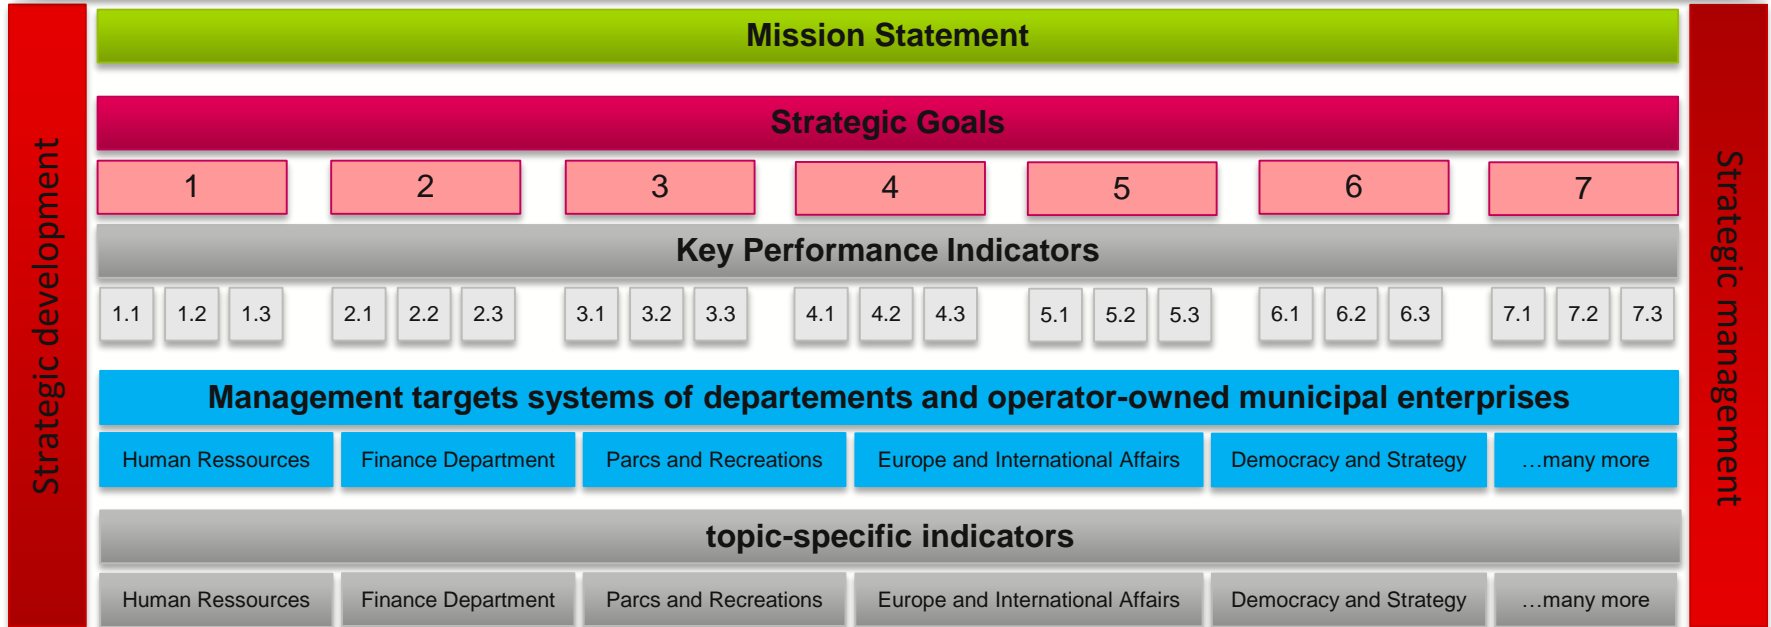 Mission Statement
Strategic Goals
1 2 3 4 5 6 7
Key Performance Indicators
1.1 1.2 1.3 2.1 2.2 2.3 3.1 3.2 3.3 4.1 4.2 4.3 5.1 5.2 5.3 6.1 6.2 6.3 7.1 7.2 7.3
Management targets systems of departements and operator-owned municipal enterprises
Human Ressources Finance Department Parcs and Recreations Europe and International Affairs Democracy and Strategy …many more
topic-specific indicators
Human Ressources Finance Department Parcs and Recreations Europe and International Affairs Democracy and Strategy …many more
Strategic development
Strategic management